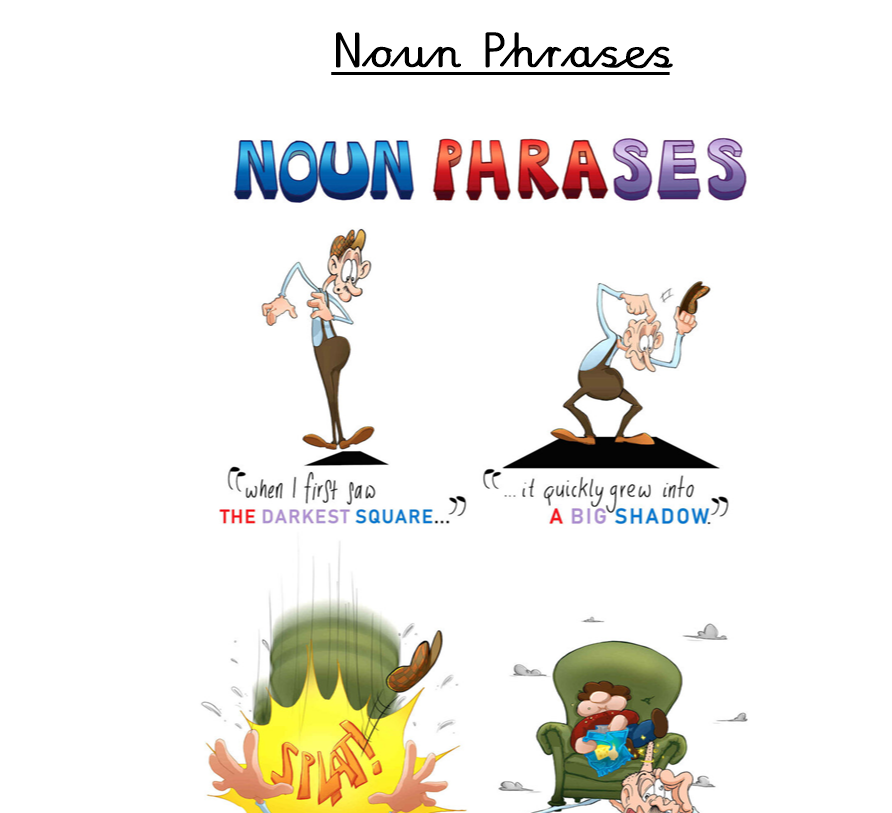 Noun Phrases
NOUN PHRASES
“when I first saw
THE DARKEST SQUARE...”
“... it quickly grew into
A BIG SHADOW.”
SPLAT!